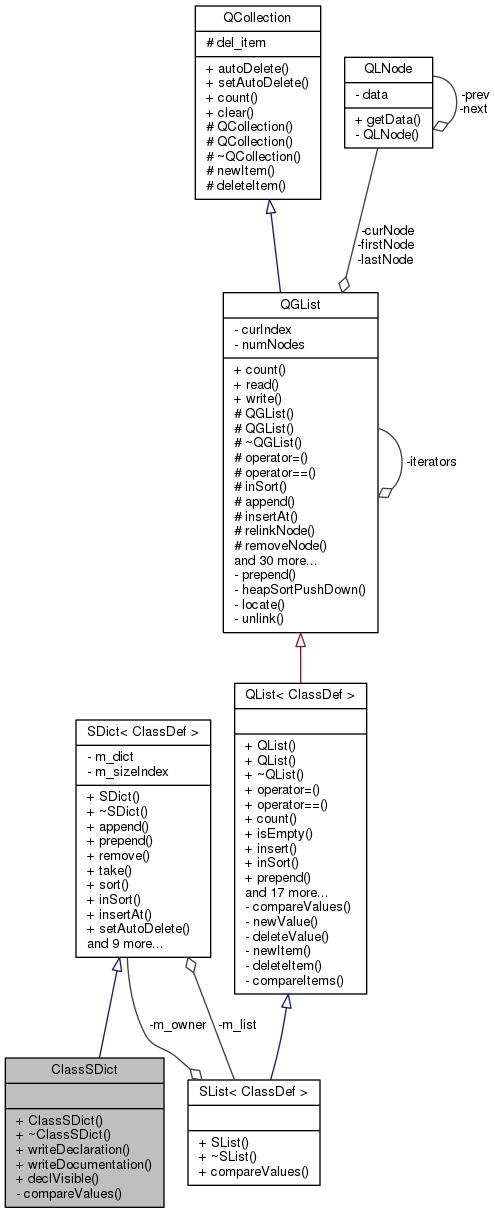 QCollection
# del_item
+ autoDelete()
+ setAutoDelete()
+ count()
+ clear()
# QCollection()
# QCollection()
# ~QCollection()
# newItem()
# deleteItem()
QLNode
- data
+ getData()
- QLNode()
-prev
-next
-curNode
-firstNode
-lastNode
QGList
- curIndex
- numNodes
+ count()
+ read()
+ write()
# QGList()
# QGList()
# ~QGList()
# operator=()
# operator==()
# inSort()
# append()
# insertAt()
# relinkNode()
# removeNode()
and 30 more...
- prepend()
- heapSortPushDown()
- locate()
- unlink()
-iterators
QList< ClassDef >
+ QList()
+ QList()
+ ~QList()
+ operator=()
+ operator==()
+ count()
+ isEmpty()
+ insert()
+ inSort()
+ prepend()
and 17 more...
- compareValues()
- newValue()
- deleteValue()
- newItem()
- deleteItem()
- compareItems()
SDict< ClassDef >
- m_dict
- m_sizeIndex
+ SDict()
+ ~SDict()
+ append()
+ prepend()
+ remove()
+ take()
+ sort()
+ inSort()
+ insertAt()
+ setAutoDelete()
and 9 more...
-m_owner
-m_list
ClassSDict
+ ClassSDict()
+ ~ClassSDict()
+ writeDeclaration()
+ writeDocumentation()
+ declVisible()
- compareValues()
SList< ClassDef >
+ SList()
+ ~SList()
+ compareValues()